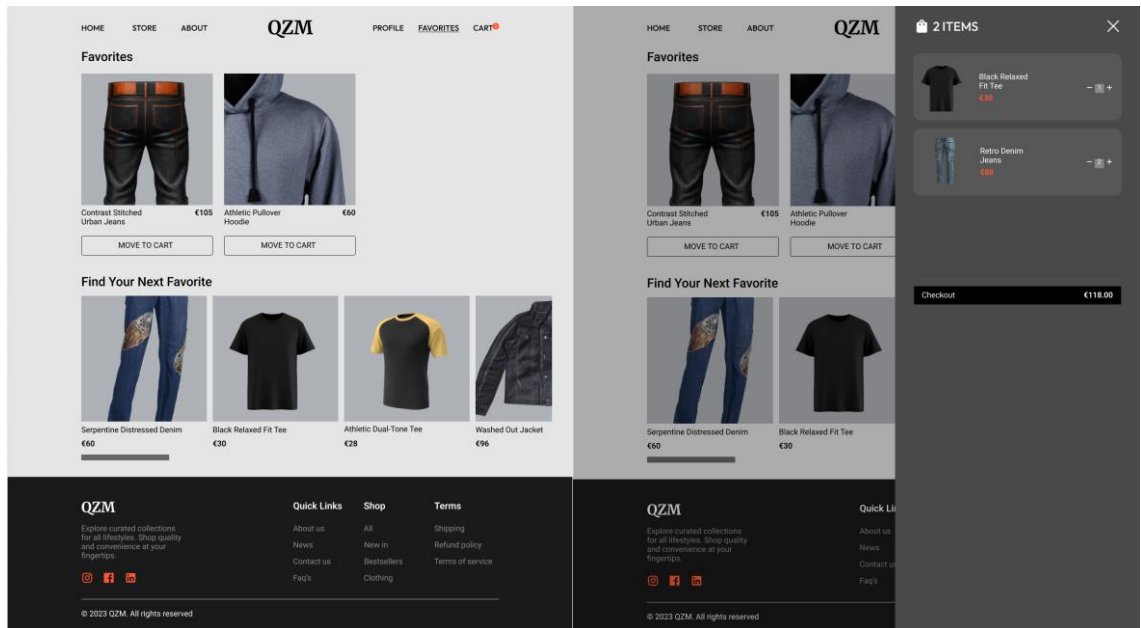 HOME STORE ABOUT QZM PROFILE FAVORITES CART
Favorites
Contrast Stitched €105
Urban Jeans
Athletic Pullover €60
Hoodie
MOVE TO CART MOVE TO CART
Find Your Next Favorite
Serpentine Distressed Denim
€60
Black Relaxed Fit Tee
€30
Athletic Dual-Tone Tee
€28
Washed Out Jacket
€96
QZM
Explore curated collections
for all lifestyles. Shop quality
and convenience at your
fingertips.
Quick Links
About us
News
Contact us
Faq's
Shop
All
New in
Bestsellers
Clothing
Terms
Shipping
Refund policy
Terms of service
© 2023 QZM. All rights reserved
HOME STORE ABOUT QZM
Favorites
Contrast Stitched €105
Urban Jeans
Athletic Pullover
Hoodie
MOVE TO CART MOVE TO CART
Find Your Next Favorite
Serpentine Distressed Denim
€60
Black Relaxed Fit Tee
€30
QZM
Explore curated collections
for all lifestyles. Shop quality
and convenience at your
fingertips.
Quick Li
About us
News
Contact us
Faq's
© 2023 QZM. All rights reserved
2 ITEMS
Black Relaxed
Fit Tee
€30
− 1 +
Retro Denim
Jeans
€88
− +
Checkout €118.00